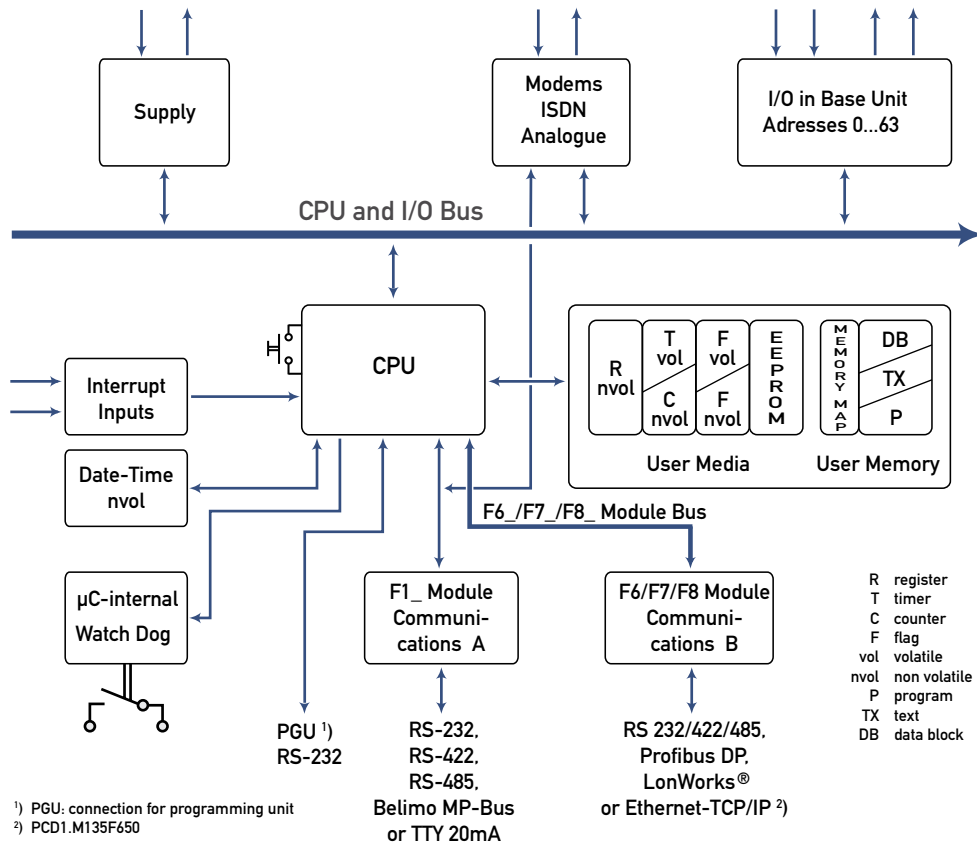 Supply
Modems
ISDN
Analogue
I/O in Base Unit
Adresses 0...63
CPU and I/O Bus
CPU
Interrupt
Inputs
Date-Time
nvol
µC-internal
Watch Dog
R
nvol
T
vol
C
nvol
F
vol
F
nvol
EEPROM
MEMORY MAP
DB
TX
P
User Media
User Memory
F6_/F7_/F8_ Module Bus
F1_ Module
Communi-
cations A
F6/F7/F8 Module
Communi-
cations B
PGU ¹)
RS-232
RS-232,
RS-422,
RS-485,
Belimo MP-Bus
or TTY 20mA
RS 232/422/485,
Profibus DP,
LonWorks®
or Ethernet-TCP/IP ²)
R register
T timer
C counter
F flag
vol volatile
nvol non volatile
P program
TX text
DB data block
¹) PGU: connection for programming unit
²) PCD1.M135F650